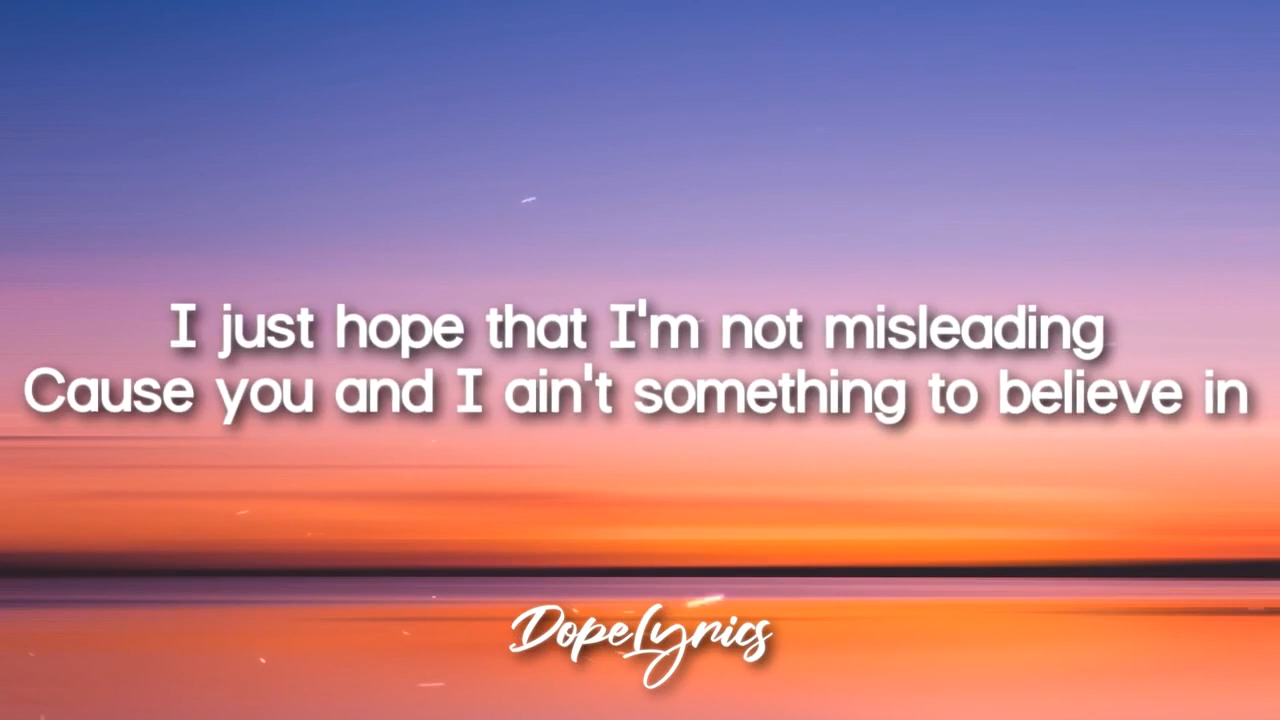 I just hope that I'm not misleading
Cause you and I ain't something to believe in
DopeLyrics